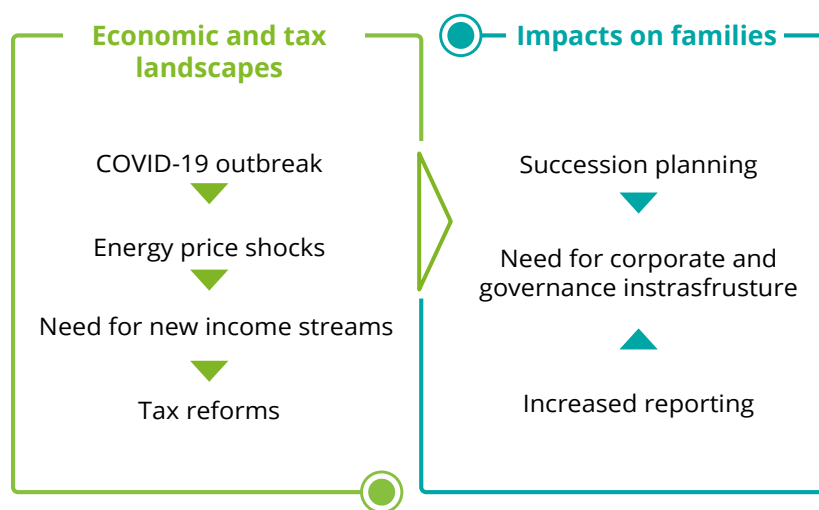 Economic and tax
landscapes
COVID-19 outbreak
Energy price shocks
Need for new income streams
Tax reforms
Impacts on families
Succession planning
Need for corporate and
governance instrasfrusture
Increased reporting